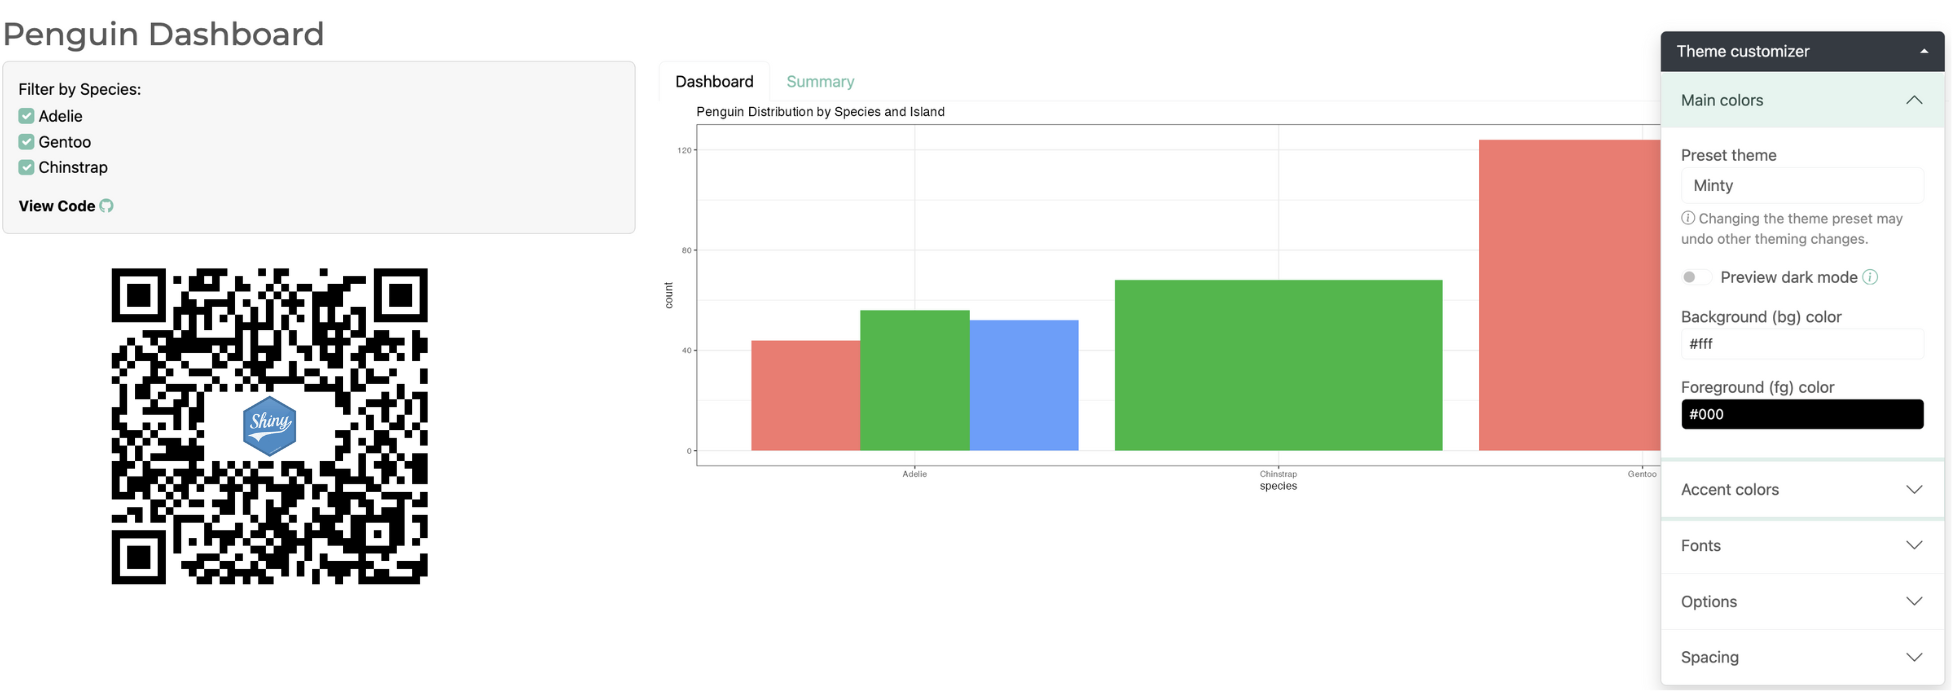 Penguin Dashboard
Filter by Species:
Adelie
Gentoo
Chinstrap
View Code
Shiny
Dashboard
Summary
Penguin Distribution by Species and Island
120
80
40
0
count
Adelie
Chinstrap
Gentoo
species
Theme customizer
Main colors
Preset theme
Minty
Changing the theme preset may
undo other theming changes.
Preview dark mode
Background (bg) color
#fff
Foreground (fg) color
#000
Accent colors
Fonts
Options
Spacing